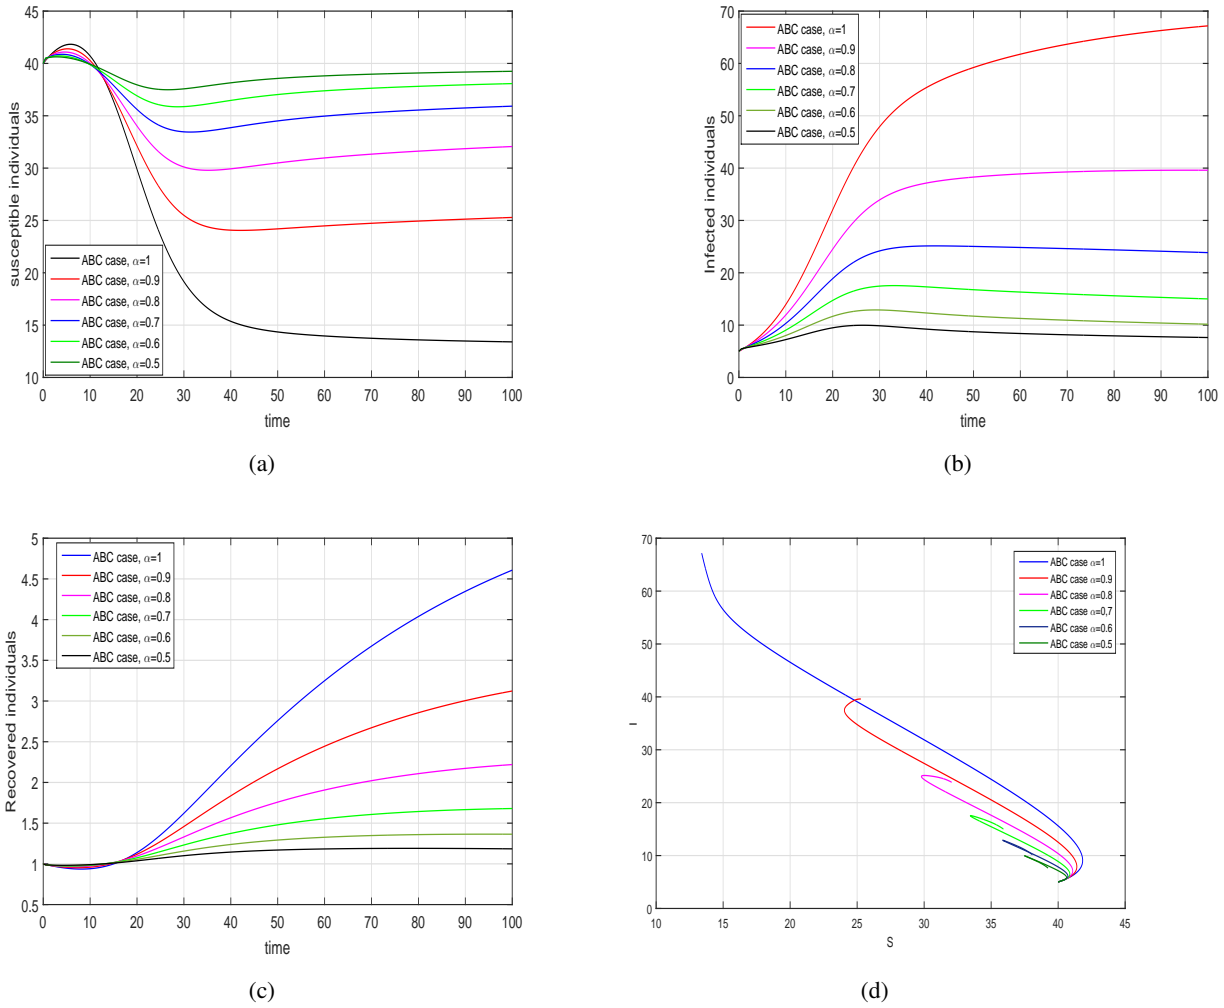 susceptible individuals
40
35
30
25
20
15
10
45
ABC case, α=1
ABC case, α=0.9
ABC case, α=0.8
ABC case, α=0.7
ABC case, α=0.6
ABC case, α=0.5
0 10 20 30 40 50 60 70 80 90 100
time
(a)
Infected individuals
70
60
50
40
30
20
10
0
ABC case, α=1
ABC case, α=0.9
ABC case, α=0.8
ABC case, α=0.7
ABC case, α=0.6
ABC case, α=0.5
0 10 20 30 40 50 60 70 80 90 100
time
(b)
Recovered individuals
5
4.5
4
3.5
3
2.5
2
1.5
1
0.5
ABC case, α=1
ABC case, α=0.9
ABC case, α=0.8
ABC case, α=0.7
ABC case, α=0.6
ABC case, α=0.5
0 10 20 30 40 50 60 70 80 90 100
time
(c)
I
70
60
50
40
30
20
10
0
ABC case α=1
ABC case α=0.9
ABC case α=0.8
ABC case α=0,7
ABC case α=0.6
ABC case α=0.5
10 15 20 25 30 35 40 45
S
(d)